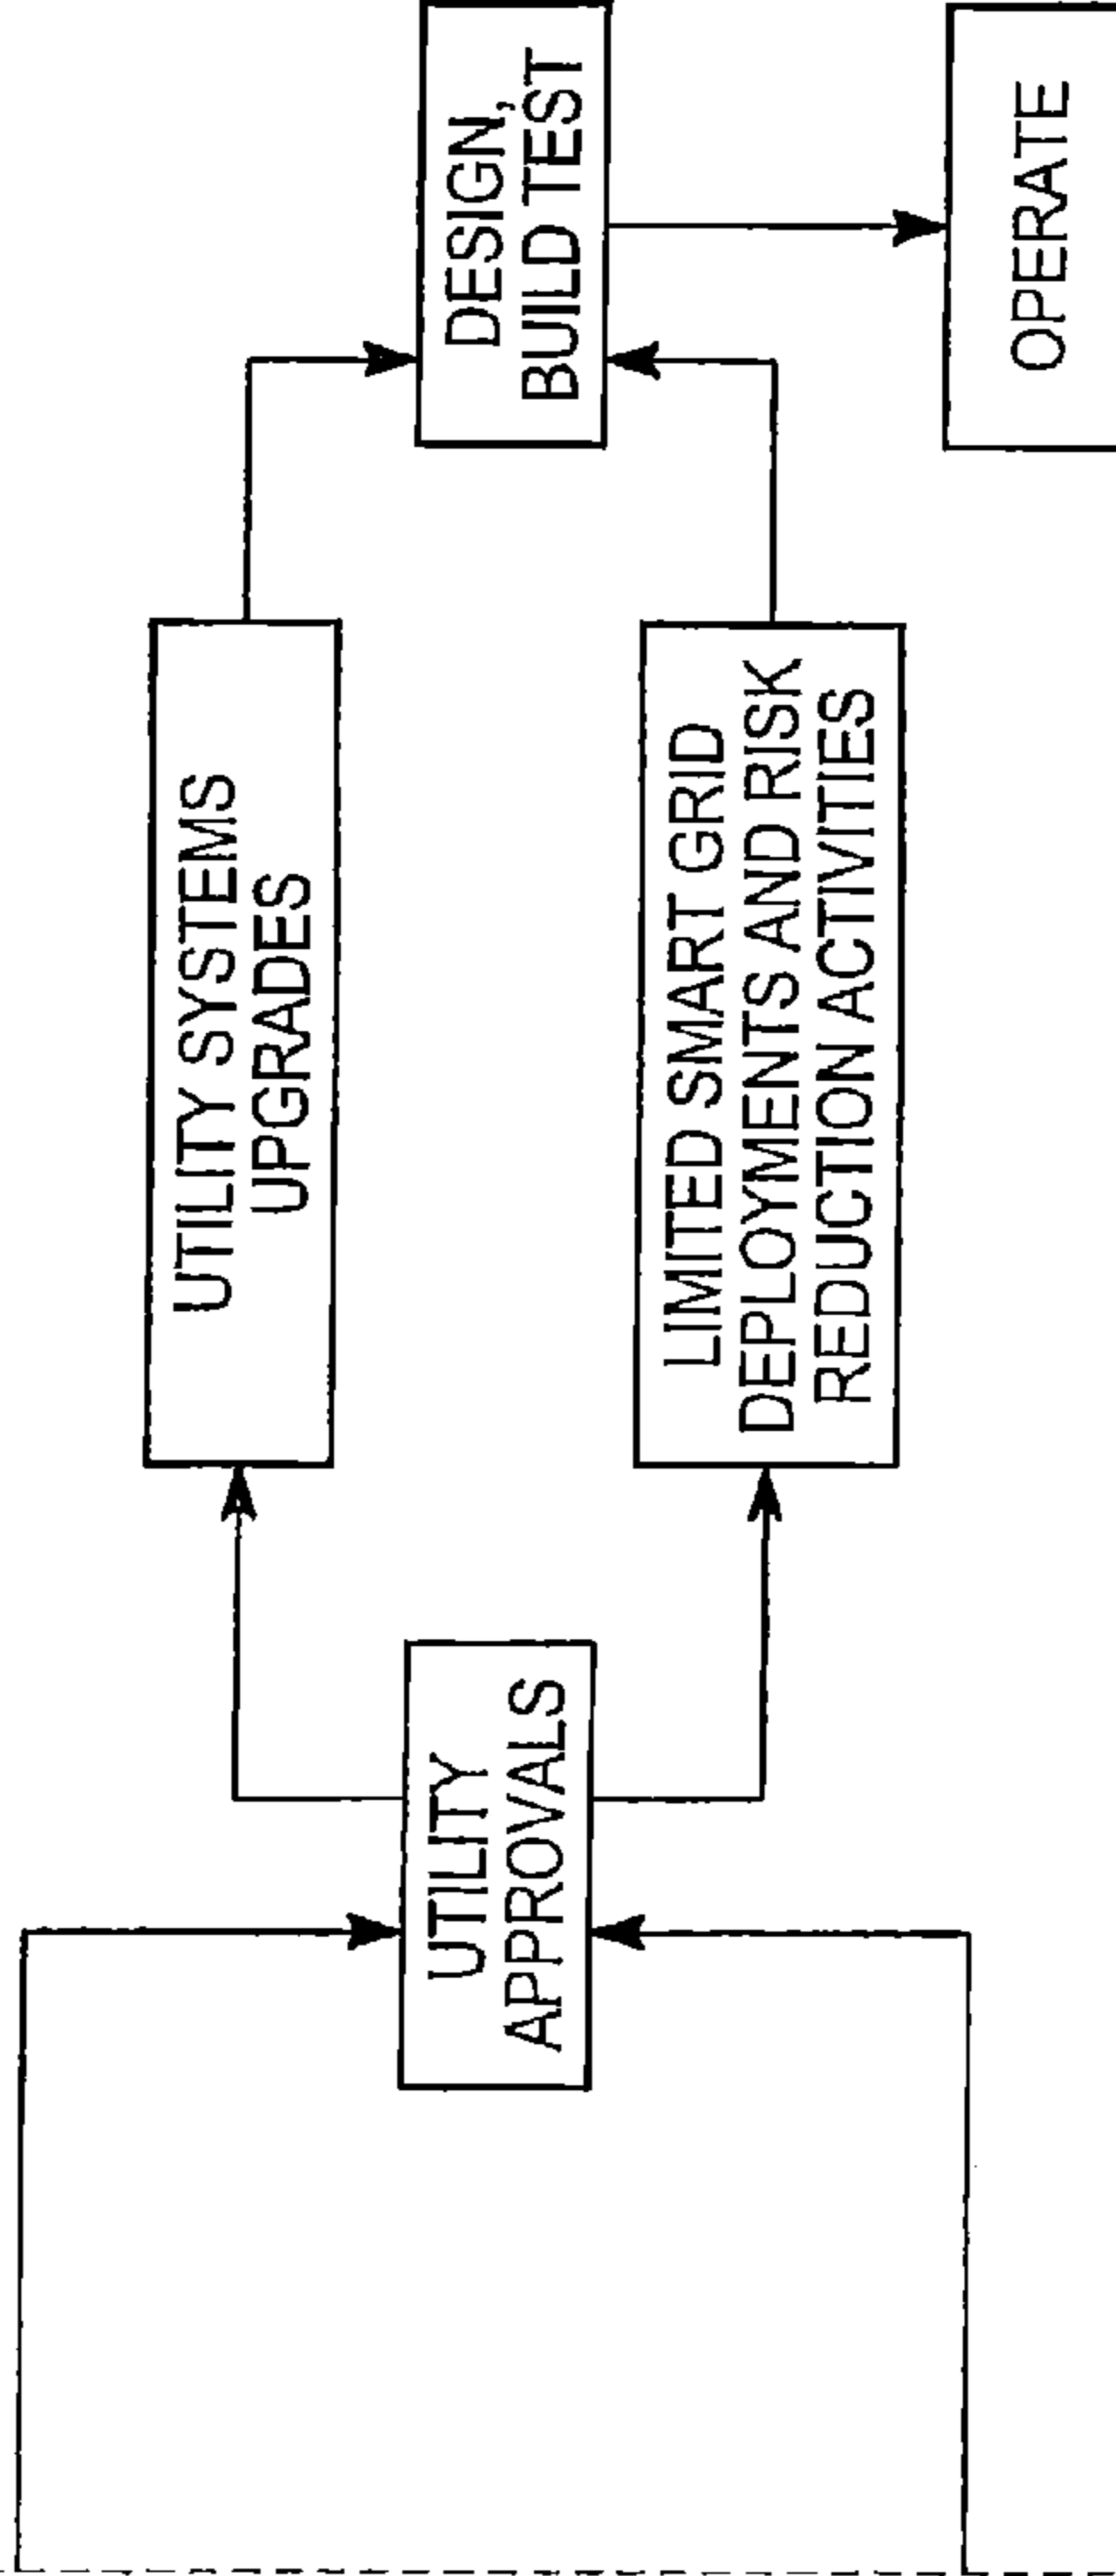 UTILITY
APPROVALS
UTILITY SYSTEMS
UPGRADES
LIMITED SMART GRID
DEPLOYMENTS AND RISK
REDUCTION ACTIVITIES
DESIGN,
BUILD TEST
OPERATE